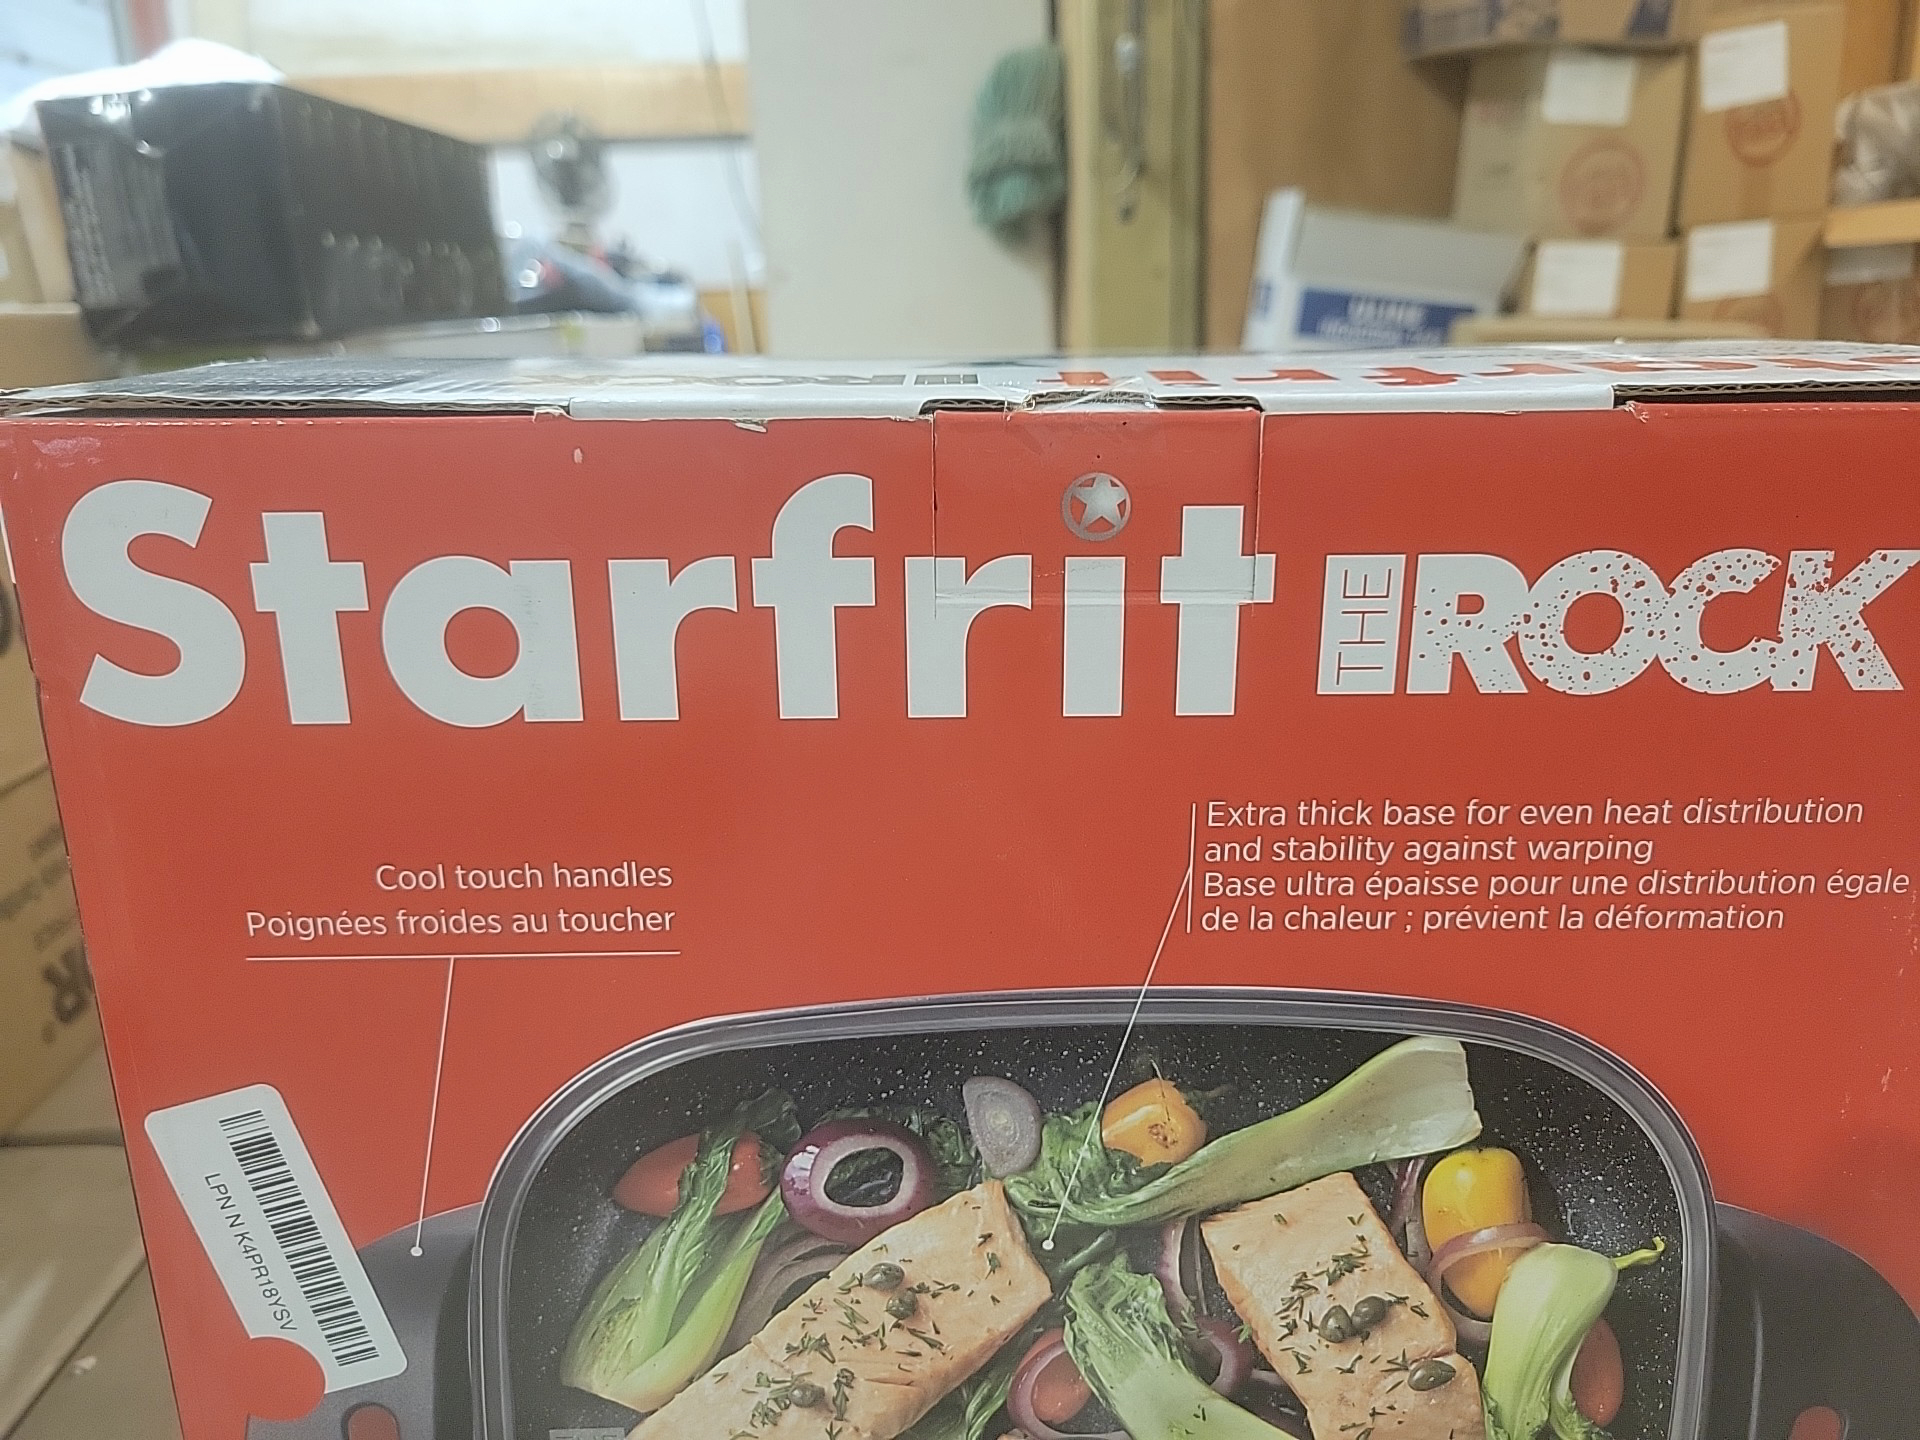 Starfrit THE ROCK
Extra thick base for even heat distribution
and stability against warping
Base ultra épaisse pour une distribution égale
de la chaleur ; prévient la déformation
Cool touch handles
Poignées froides au toucher
LPN N K4PR18YSV